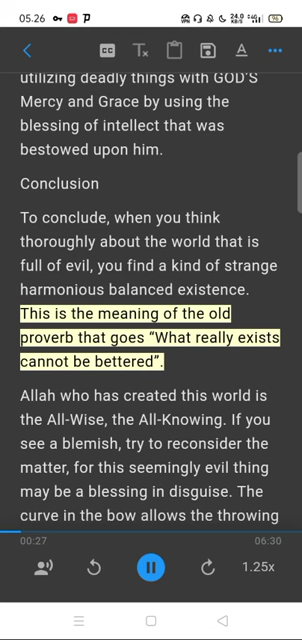 05.26
24.0
KB/S
96
CC
A
utilizing deadly things with GOD'S
Mercy and Grace by using the
blessing of intellect that was
bestowed upon him.
Conclusion
To conclude, when you think
thoroughly about the world that is
full of evil, you find a kind of strange
harmonious balanced existence.
This is the meaning of the old
proverb that goes “What really exists
cannot be bettered”.
Allah who has created this world is
the All-Wise, the All-Knowing. If you
see a blemish, try to reconsider the
matter, for this seemingly evil thing
may be a blessing in disguise. The
curve in the bow allows the throwing
00:27
06:30
1.25x